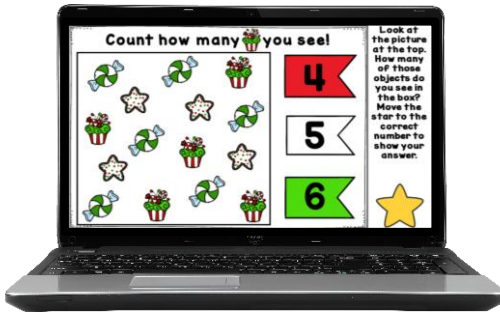 Count how many you see!
4
5
6
Look at
the picture
at the top.
How many
of those
objects do
you see in
the box?
Move the
star to the
correct
number to
show your
answer.